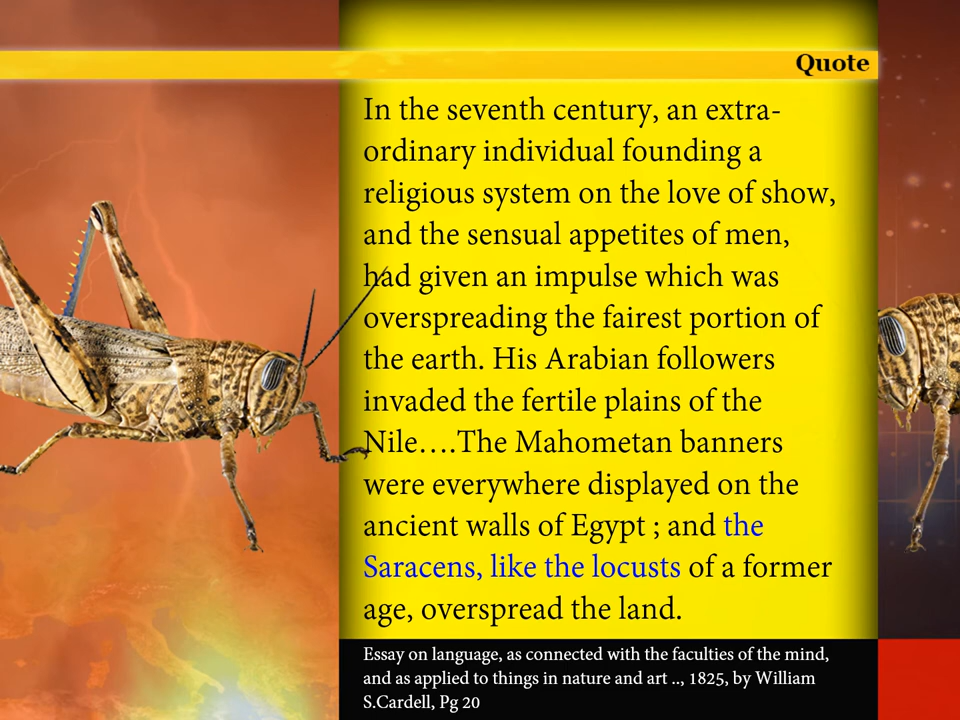 Quote
In the seventh century, an extra-
ordinary individual founding a
religious system on the love of show,
and the sensual appetites of men,
had given an impulse which was
overspreading the fairest portion of
the earth. His Arabian followers
invaded the fertile plains of the
Nile….The Mahometan banners
were everywhere displayed on the
ancient walls of Egypt ; and the
Saracens, like the locusts of a former
age, overspread the land.
Essay on language, as connected with the faculties of the mind,
and as applied to things in nature and art .., 1825, by William
S.Cardell, Pg 20